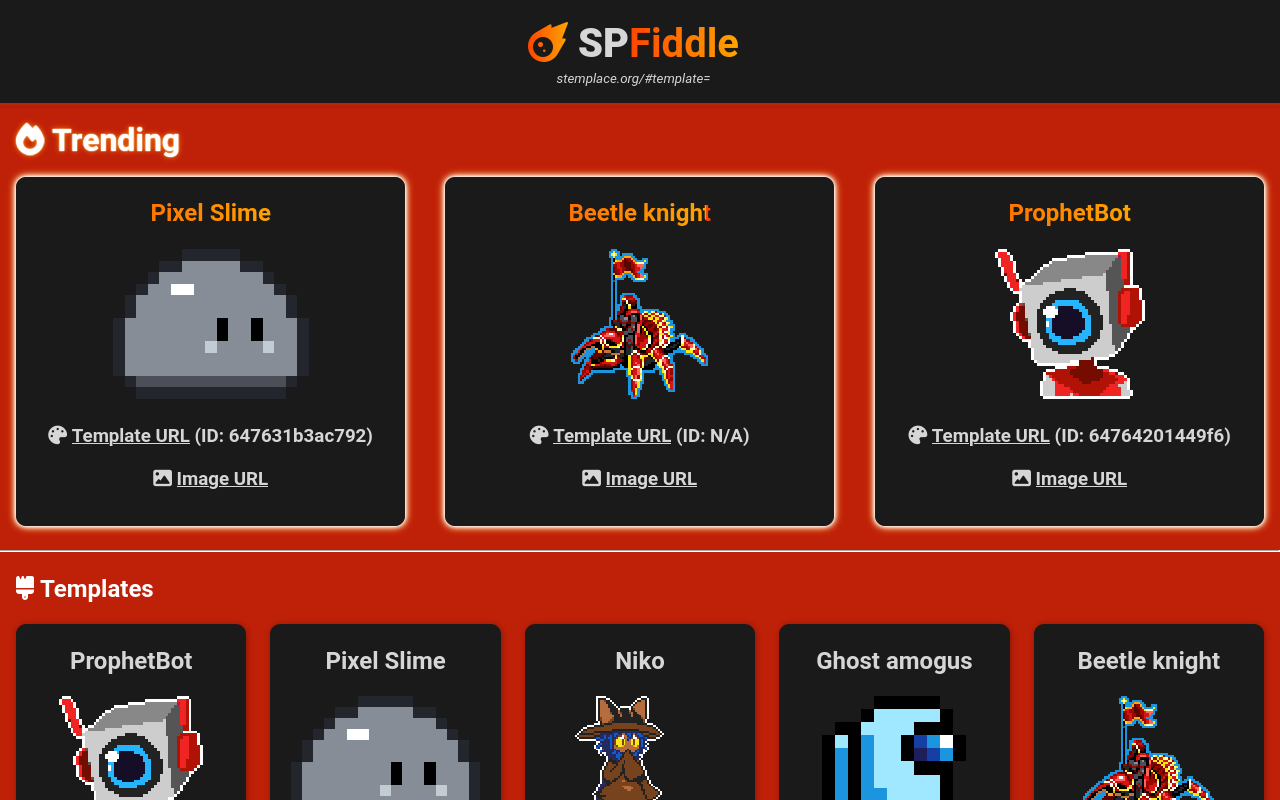 SPFiddle
stemplace.org/#template=
Trending
Pixel Slime
Template URL (ID: 647631b3ac792)
Image URL
Beetle knight
Template URL (ID: N/A)
Image URL
ProphetBot
Template URL (ID: 64764201449f6)
Image URL
Templates
ProphetBot
Pixel Slime
Niko
Ghost amogus
Beetle knight